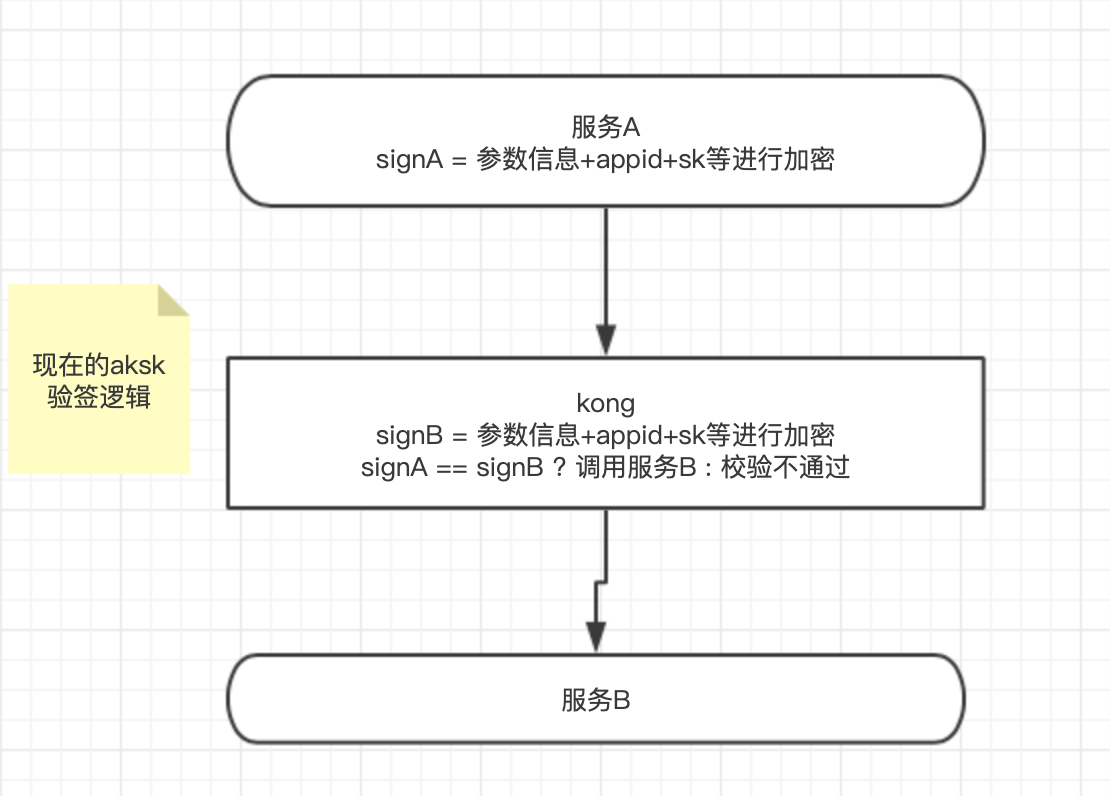 服务A
signA = 参数信息+appid+sk等进行加密
现在的aksk
验签逻辑
kong
signB = 参数信息+appid+sk等进行加密
signA == signB ? 调用服务B : 校验不通过
服务B